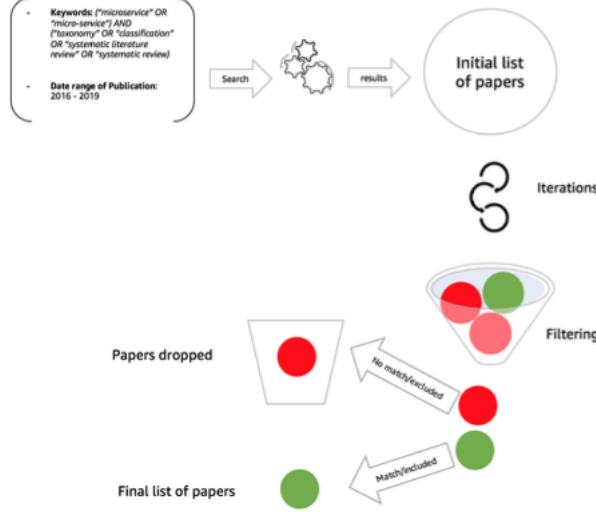 - Keywords: ("microservice" OR
"micro-service") AND
("taxonomy" OR "classification"
OR "systematic literature
review" OR "systematic review)
- Date range of Publication:
2016 - 2019
Search
results
Initial list
of papers
Iterations
Filtering
No match/excluded
Papers dropped
Match/included
Final list of papers